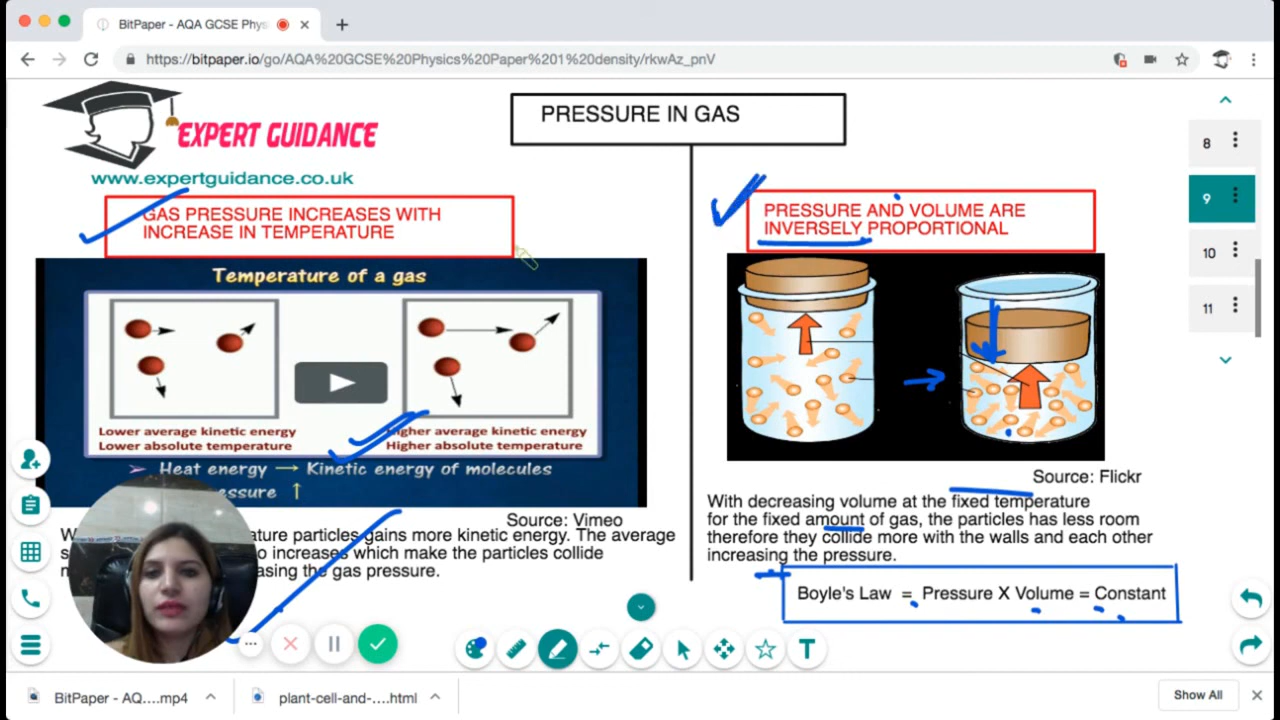 BitPaper - AQA GCSE Phys
https://bitpaper.io/go/AQA%20GCSE%20Physics%20Paper%201%20density/rkwAz_pnV
EXPERT GUIDANCE
www.expertguidance.co.uk
PRESSURE IN GAS
GAS PRESSURE INCREASES WITH
INCREASE IN TEMPERATURE
Temperature of a gas
Lower average kinetic energy
Lower absolute temperature
Higher average kinetic energy
Higher absolute temperature
Heat energy → Kinetic energy of molecules
essure ↑
Source: Vimeo
ature particles gains more kinetic energy. The average
o increases which make the particles collide
easing the gas pressure.
PRESSURE AND VOLUME ARE
INVERSELY PROPORTIONAL
Source: Flickr
With decreasing volume at the fixed temperature
for the fixed amount of gas, the particles has less room
therefore they collide more with the walls and each other
increasing the pressure.
Boyle's Law = Pressure X Volume = Constant
8
9
10
11
T
BitPaper - AQ....mp4
plant-cell-and-....html
Show All